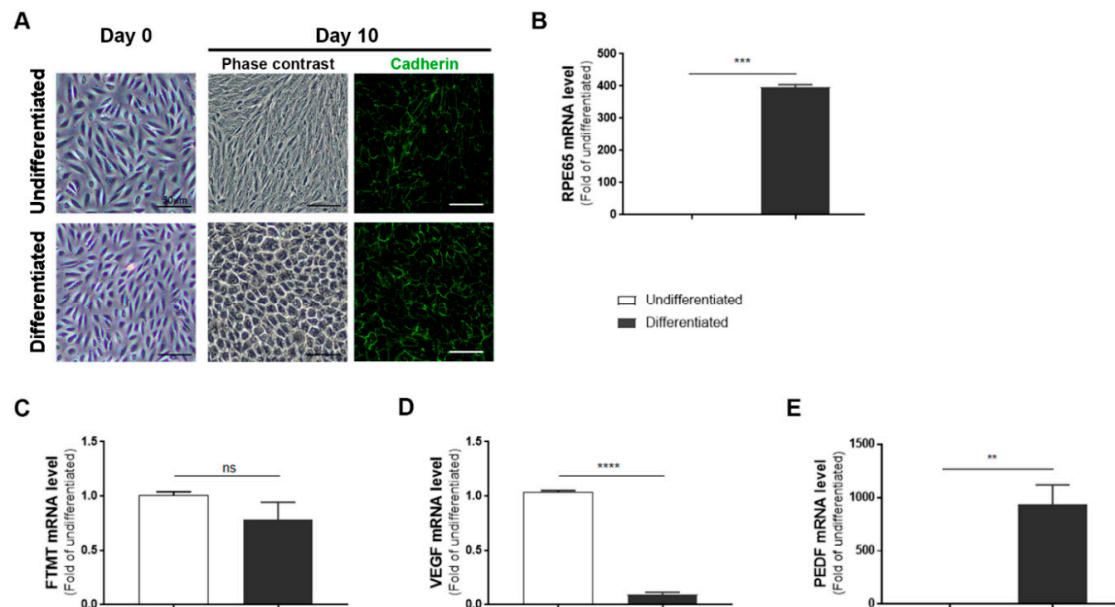 A
Day 0
Day 10
Phase contrast
Cadherin
Undifferentiated
50µm
Differentiated
B
RPE65 mRNA level
(Fold of undifferentiated)
500
400
300
200
100
0
***
Undifferentiated
Differentiated
C
FTMT mRNA level
(Fold of undifferentiated)
1.5
1.0
0.5
0.0
ns
D
VEGF mRNA level
(Fold of undifferentiated)
1.5
1.0
0.5
0.0
****
E
PEDF mRNA level
(Fold of undifferentiated)
1500
1000
500
0
**